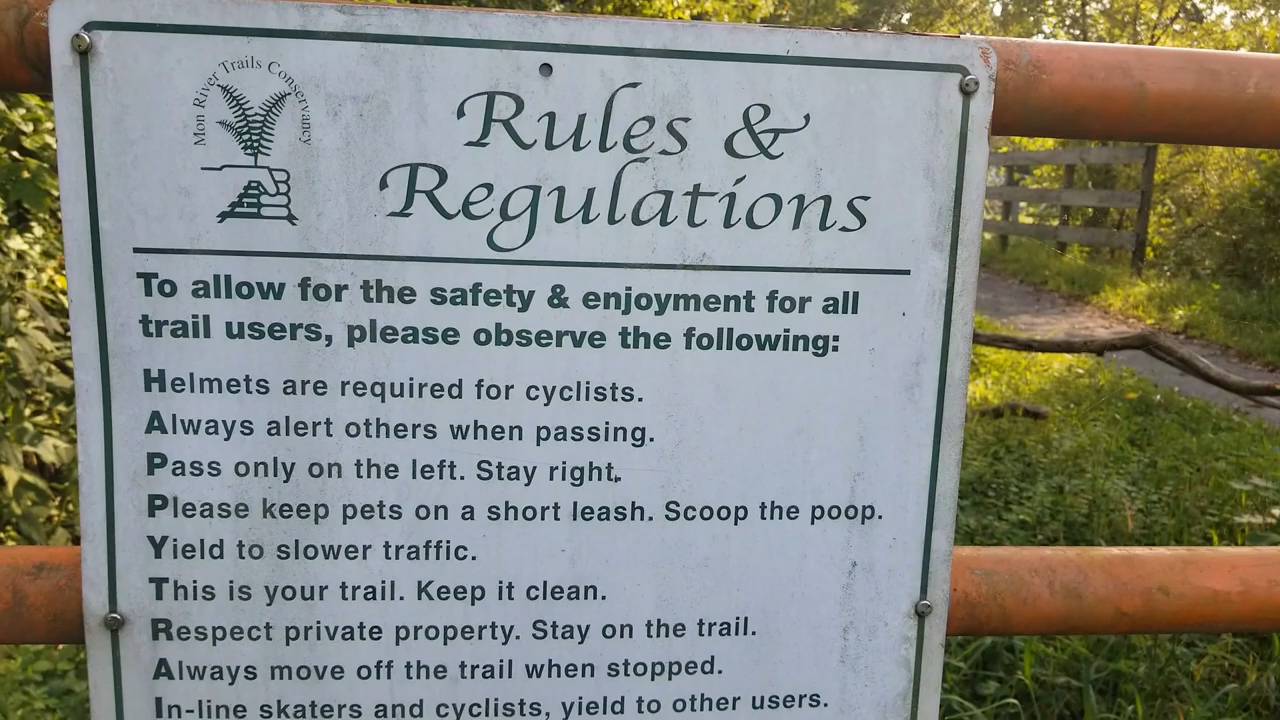 Mon River Trails Conservancy
Rules &
Regulations
To allow for the safety & enjoyment for all
trail users, please observe the following:
Helmets are required for cyclists.
Always alert others when passing.
Pass only on the left. Stay right.
Please keep pets on a short leash. Scoop the poop.
Yield to slower traffic.
This is your trail. Keep it clean.
Respect private property. Stay on the trail.
Always move off the trail when stopped.
In-line skaters and cyclists, yield to other users.